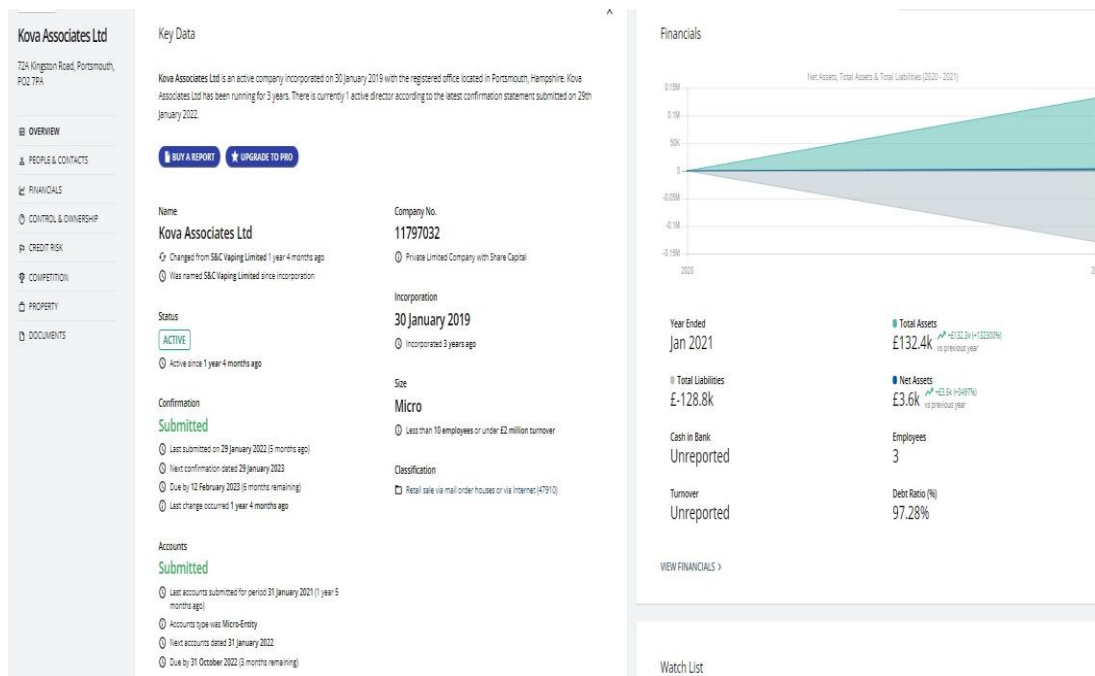 Kova Associates Ltd
72A Kingston Road, Portsmouth,
PO2 7PA
OVERVIEW
PEOPLE & CONTACTS
FINANCIALS
CONTROL & OWNERSHIP
CREDIT RISK
COMPETITION
PROPERTY
DOCUMENTS
Key Data
Kova Associates Ltd is an active company incorporated on 30 January 2019 with the registered office located in Portsmouth, Hampshire. Kova
Associates Ltd has been running for 3 years. There is currently 1 active director according to the latest confirmation statement submitted on 29th
January 2022.
BUY A REPORT
UPGRADE TO PRO
Name
Kova Associates Ltd
Changed from S&C Vaping Limited 1 year 4 months ago
Was named S&C Vaping Limited since incorporation
Status
ACTIVE
Active since 1 year 4 months ago
Confirmation
Submitted
Last submitted on 29 January 2022 (5 months ago)
Next confirmation dated 29 January 2023
Due by 12 February 2023 (6 months remaining)
Last change occurred 1 year 4 months ago
Accounts
Submitted
Last accounts submitted for period 31 January 2021 (1 year 5
months ago)
Accounts type was Micro-Entity
Next accounts dated 31 January 2022
Due by 31 October 2022 (3 months remaining)
Company No.
11797032
Private Limited Company with Share Capital
Incorporation
30 January 2019
Incorporated 3 years ago
Size
Micro
Less than 10 employees or under £2 million turnover
Classification
Retail sale via mail order houses or via Internet (47910)
Financials
Net Assets, Total Assets & Total Liabilities (2020 - 2021)
0.15M
0.1M
50K
0
-0.05M
-0.1M
-0.15M
2020
2
Year Ended
Jan 2021
Total Assets
£132.4k +£132.3k (+132300%)
vs previous year
Total Liabilities
£-128.8k
Net Assets
£3.6k +£3.5k (+3497%)
vs previous year
Cash in Bank
Unreported
Employees
3
Turnover
Unreported
Debt Ratio (%)
97.28%
VIEW FINANCIALS >
Watch List